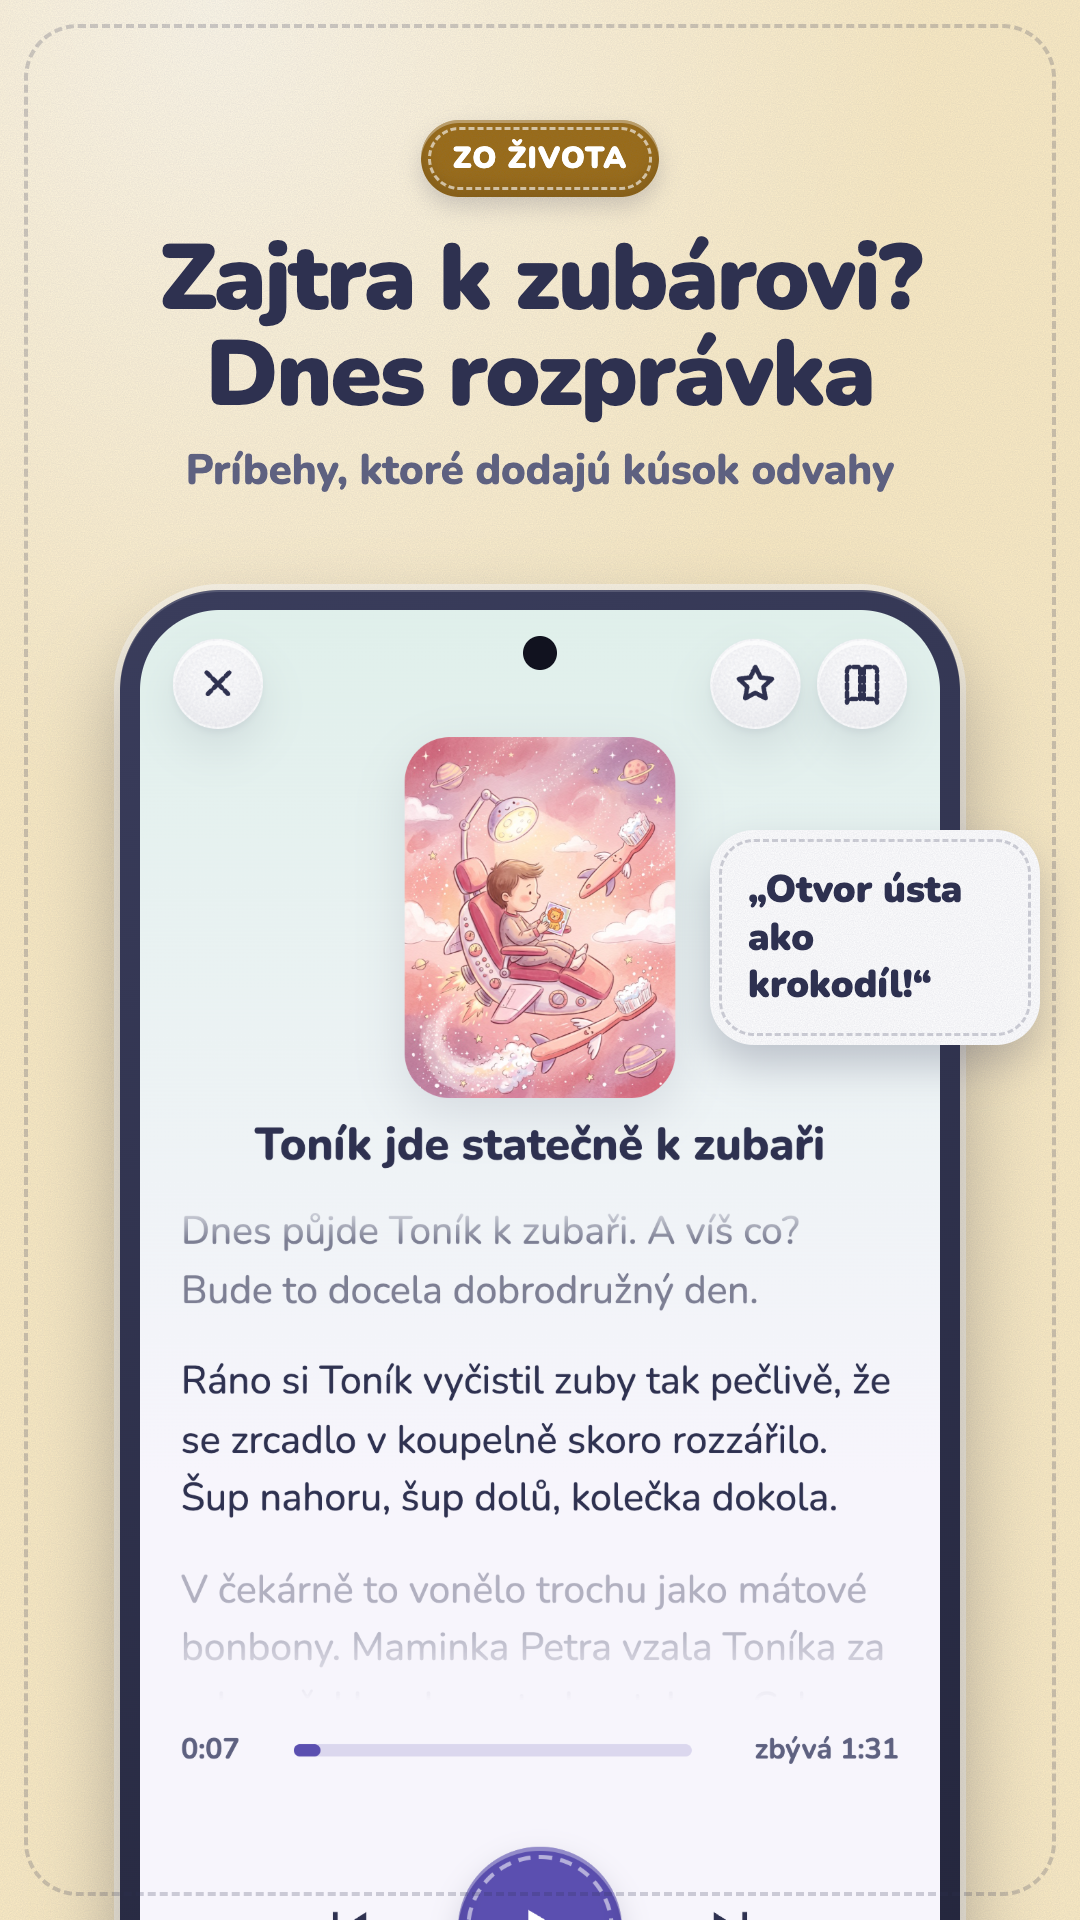 ZO ŽIVOTA
Zajtra k zubárovi?
Dnes rozprávka
Príbehy, ktoré dodajú kúsok odvahy
„Otvor ústa
ako
krokodíl!“
Toník jde statečně k zubaři
Dnes půjde Toník k zubaři. A víš co?
Bude to docela dobrodružný den.
Ráno si Toník vyčistil zuby tak pečlivě, že
se zrcadlo v koupelně skoro rozzářilo.
Šup nahoru, šup dolů, kolečka dokola.
V čekárně to vonělo trochu jako mátové
bonbony. Maminka Petra vzala Toníka za
0:07
zbývá 1:31